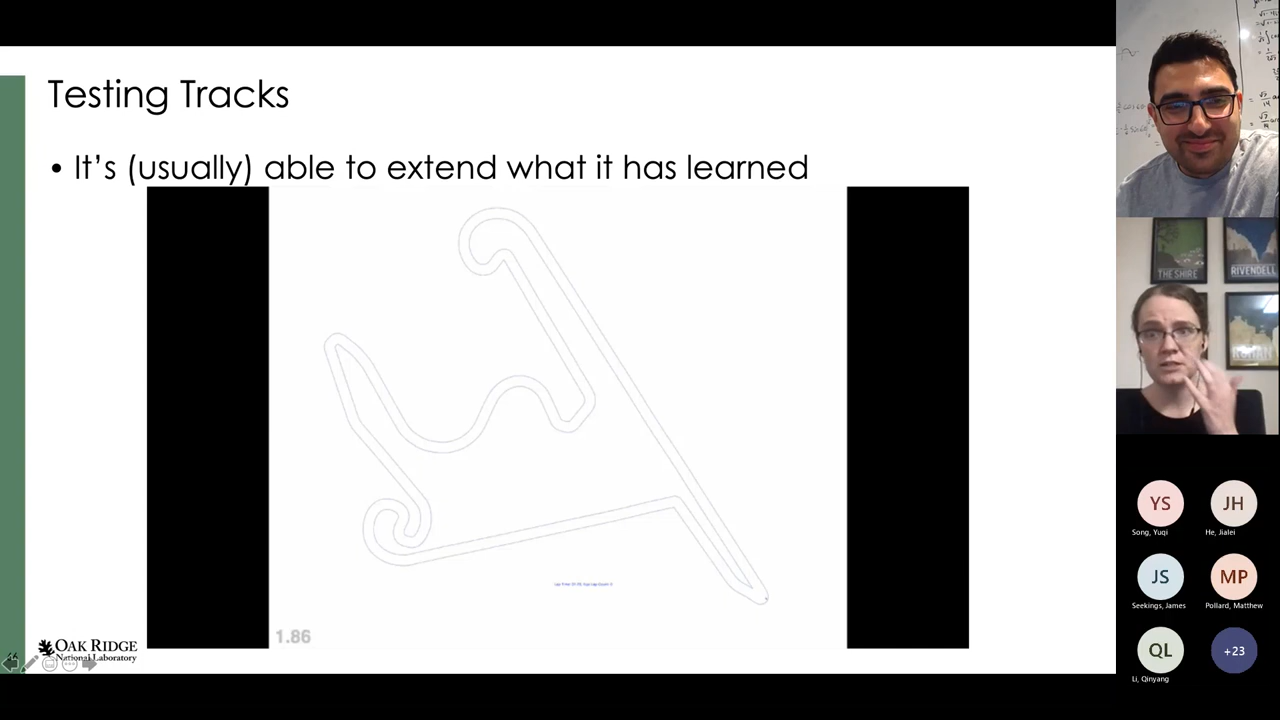 Testing Tracks
• It's (usually) able to extend what it has learned
1.86
OAK RIDGE
National Laboratory
THE SHIRE
RIVENDELL
YS
Song, Yuqi
JH
He, Jialei
JS
Seekings, James
MP
Pollard, Matthew
QL
Li, Qinyang
+23